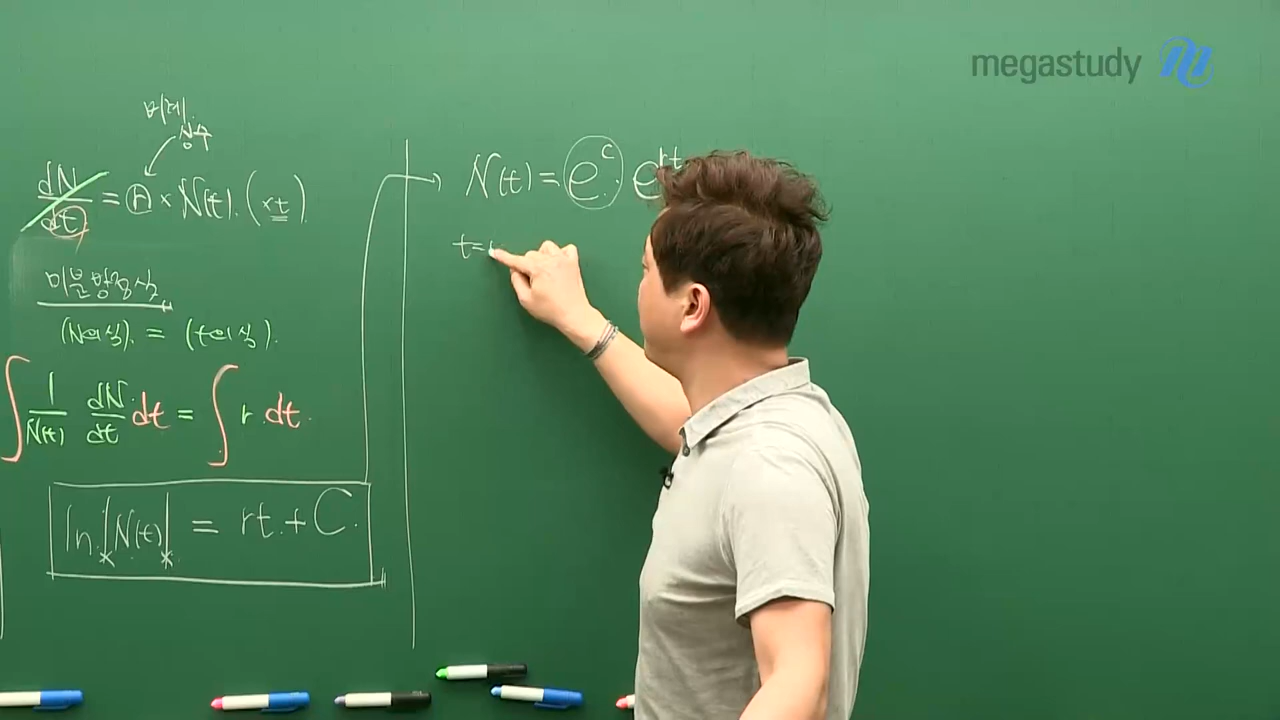 megastudy
비례
상수
dN/dt = r × N(t). (×t)
미분방정식
(N의 식). = (t의 식).
∫ 1/N(t) dN/dt dt = ∫ r dt.
ln|N(t)| = rt + C.
N(t) = e^c e^rt
t=